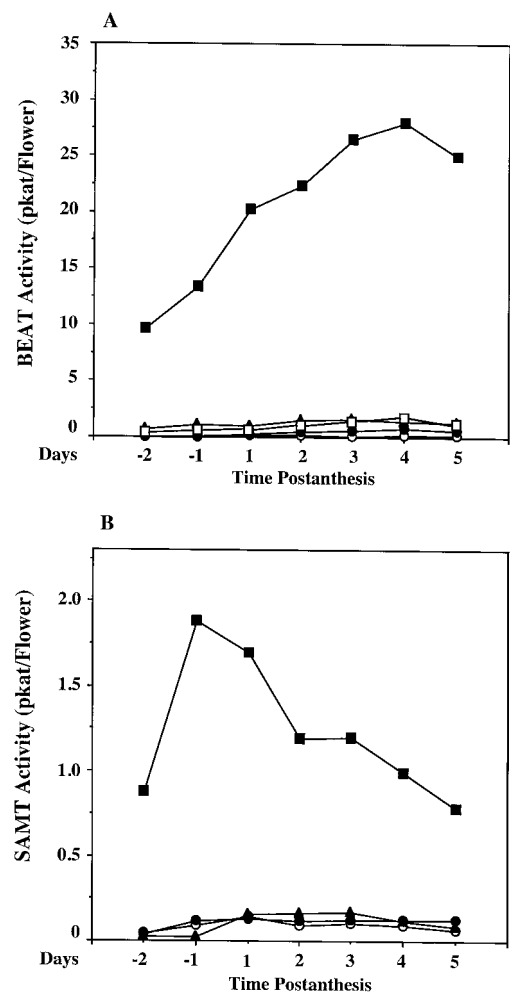 A
35
30
25
20
15
10
5
0
BEAT Activity (pkat/Flower)
Days -2 -1 1 2 3 4 5
Time Postanthesis
B
2.0
1.5
1.0
0.5
0
SAMT Activity (pkat/Flower)
Days -2 -1 1 2 3 4 5
Time Postanthesis